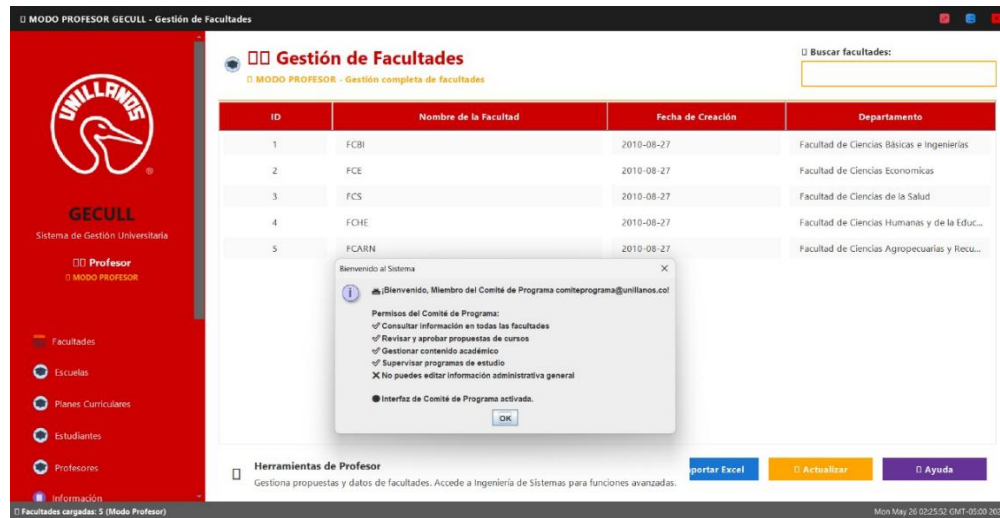 MODO PROFESOR GECULL - Gestión de Facultades
UNILLANOS
®
GECULL
Sistema de Gestión Universitaria
Profesor
MODO PROFESOR
Facultades
Escuelas
Planes Curriculares
Estudiantes
Profesores
Información
Gestión de Facultades
MODO PROFESOR - Gestión completa de facultades
Buscar facultades:
ID Nombre de la Facultad Fecha de Creación Departamento
1 FCBI 2010-08-27 Facultad de Ciencias Básicas e Ingenierías
2 FCE 2010-08-27 Facultad de Ciencias Economicas
3 FCS 2010-08-27 Facultad de Ciencias de la Salud
4 FCHE 2010-08-27 Facultad de Ciencias Humanas y de la Educ...
5 FCARN 2010-08-27 Facultad de Ciencias Agropecuarias y Recu...
Bienvenido al Sistema
¡Bienvenido, Miembro del Comité de Programa comiteprograma@unillanos.co!
Permisos del Comité de Programa:
Consultar información en todas las facultades
Revisar y aprobar propuestas de cursos
Gestionar contenido académico
Supervisar programas de estudio
No puedes editar información administrativa general
Interfaz de Comité de Programa activada.
OK
Herramientas de Profesor
Gestiona propuestas y datos de facultades. Accede a Ingeniería de Sistemas para funciones avanzadas.
portar Excel
Actualizar
Ayuda
Facultades cargadas: 5 (Modo Profesor)
Mon May 26 02:25:52 GMT-05:00 202